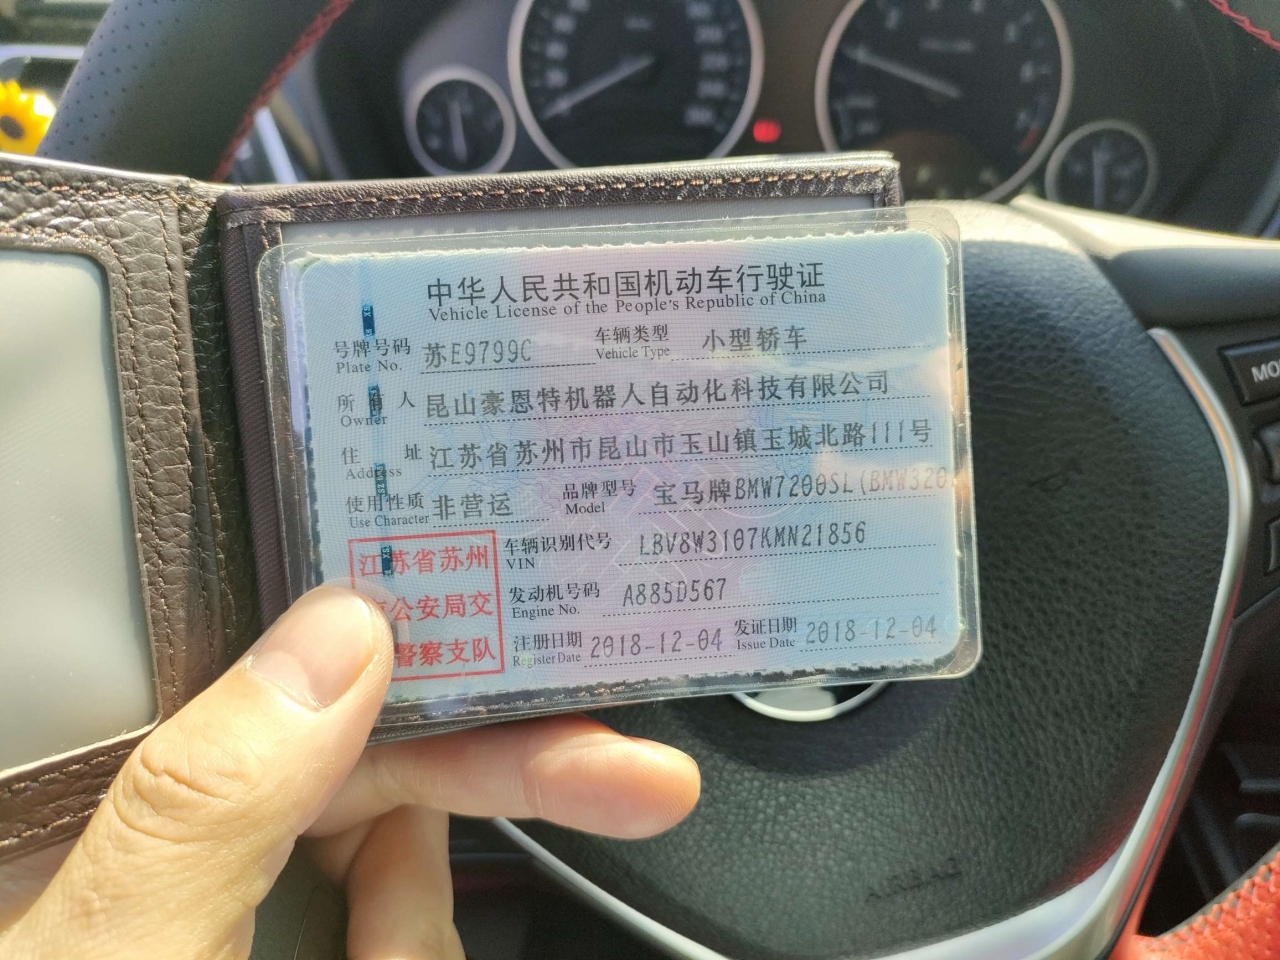 中华人民共和国机动车行驶证
Vehicle License of the People's Republic of China
号牌号码 苏E9799C 车辆类型 小型轿车
Plate No. Vehicle Type
所有人 昆山豪恩特机器人自动化科技有限公司
Owner
住址 江苏省苏州市昆山市玉山镇玉城北路111号
Address
使用性质 非营运 品牌型号 宝马牌BMW7200SL(BMW320
Use Character Model
江苏省苏州
公安局交
警察支队
车辆识别代号 LBV8W3107KMN21856
VIN
发动机号码 A885D567
Engine No.
注册日期 2018-12-04 发证日期 2018-12-04
Register Date Issue Date
MO